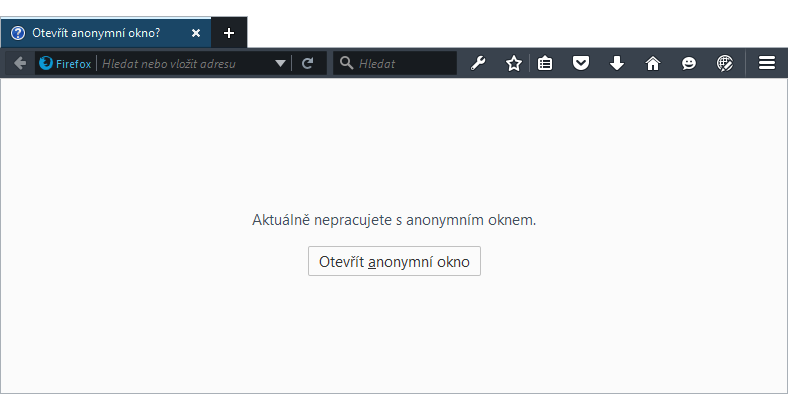 Otevřít anonymní okno?
Firefox
Hledat nebo vložit adresu
Hledat
Aktuálně nepracujete s anonymním oknem.
Otevřít anonymní okno